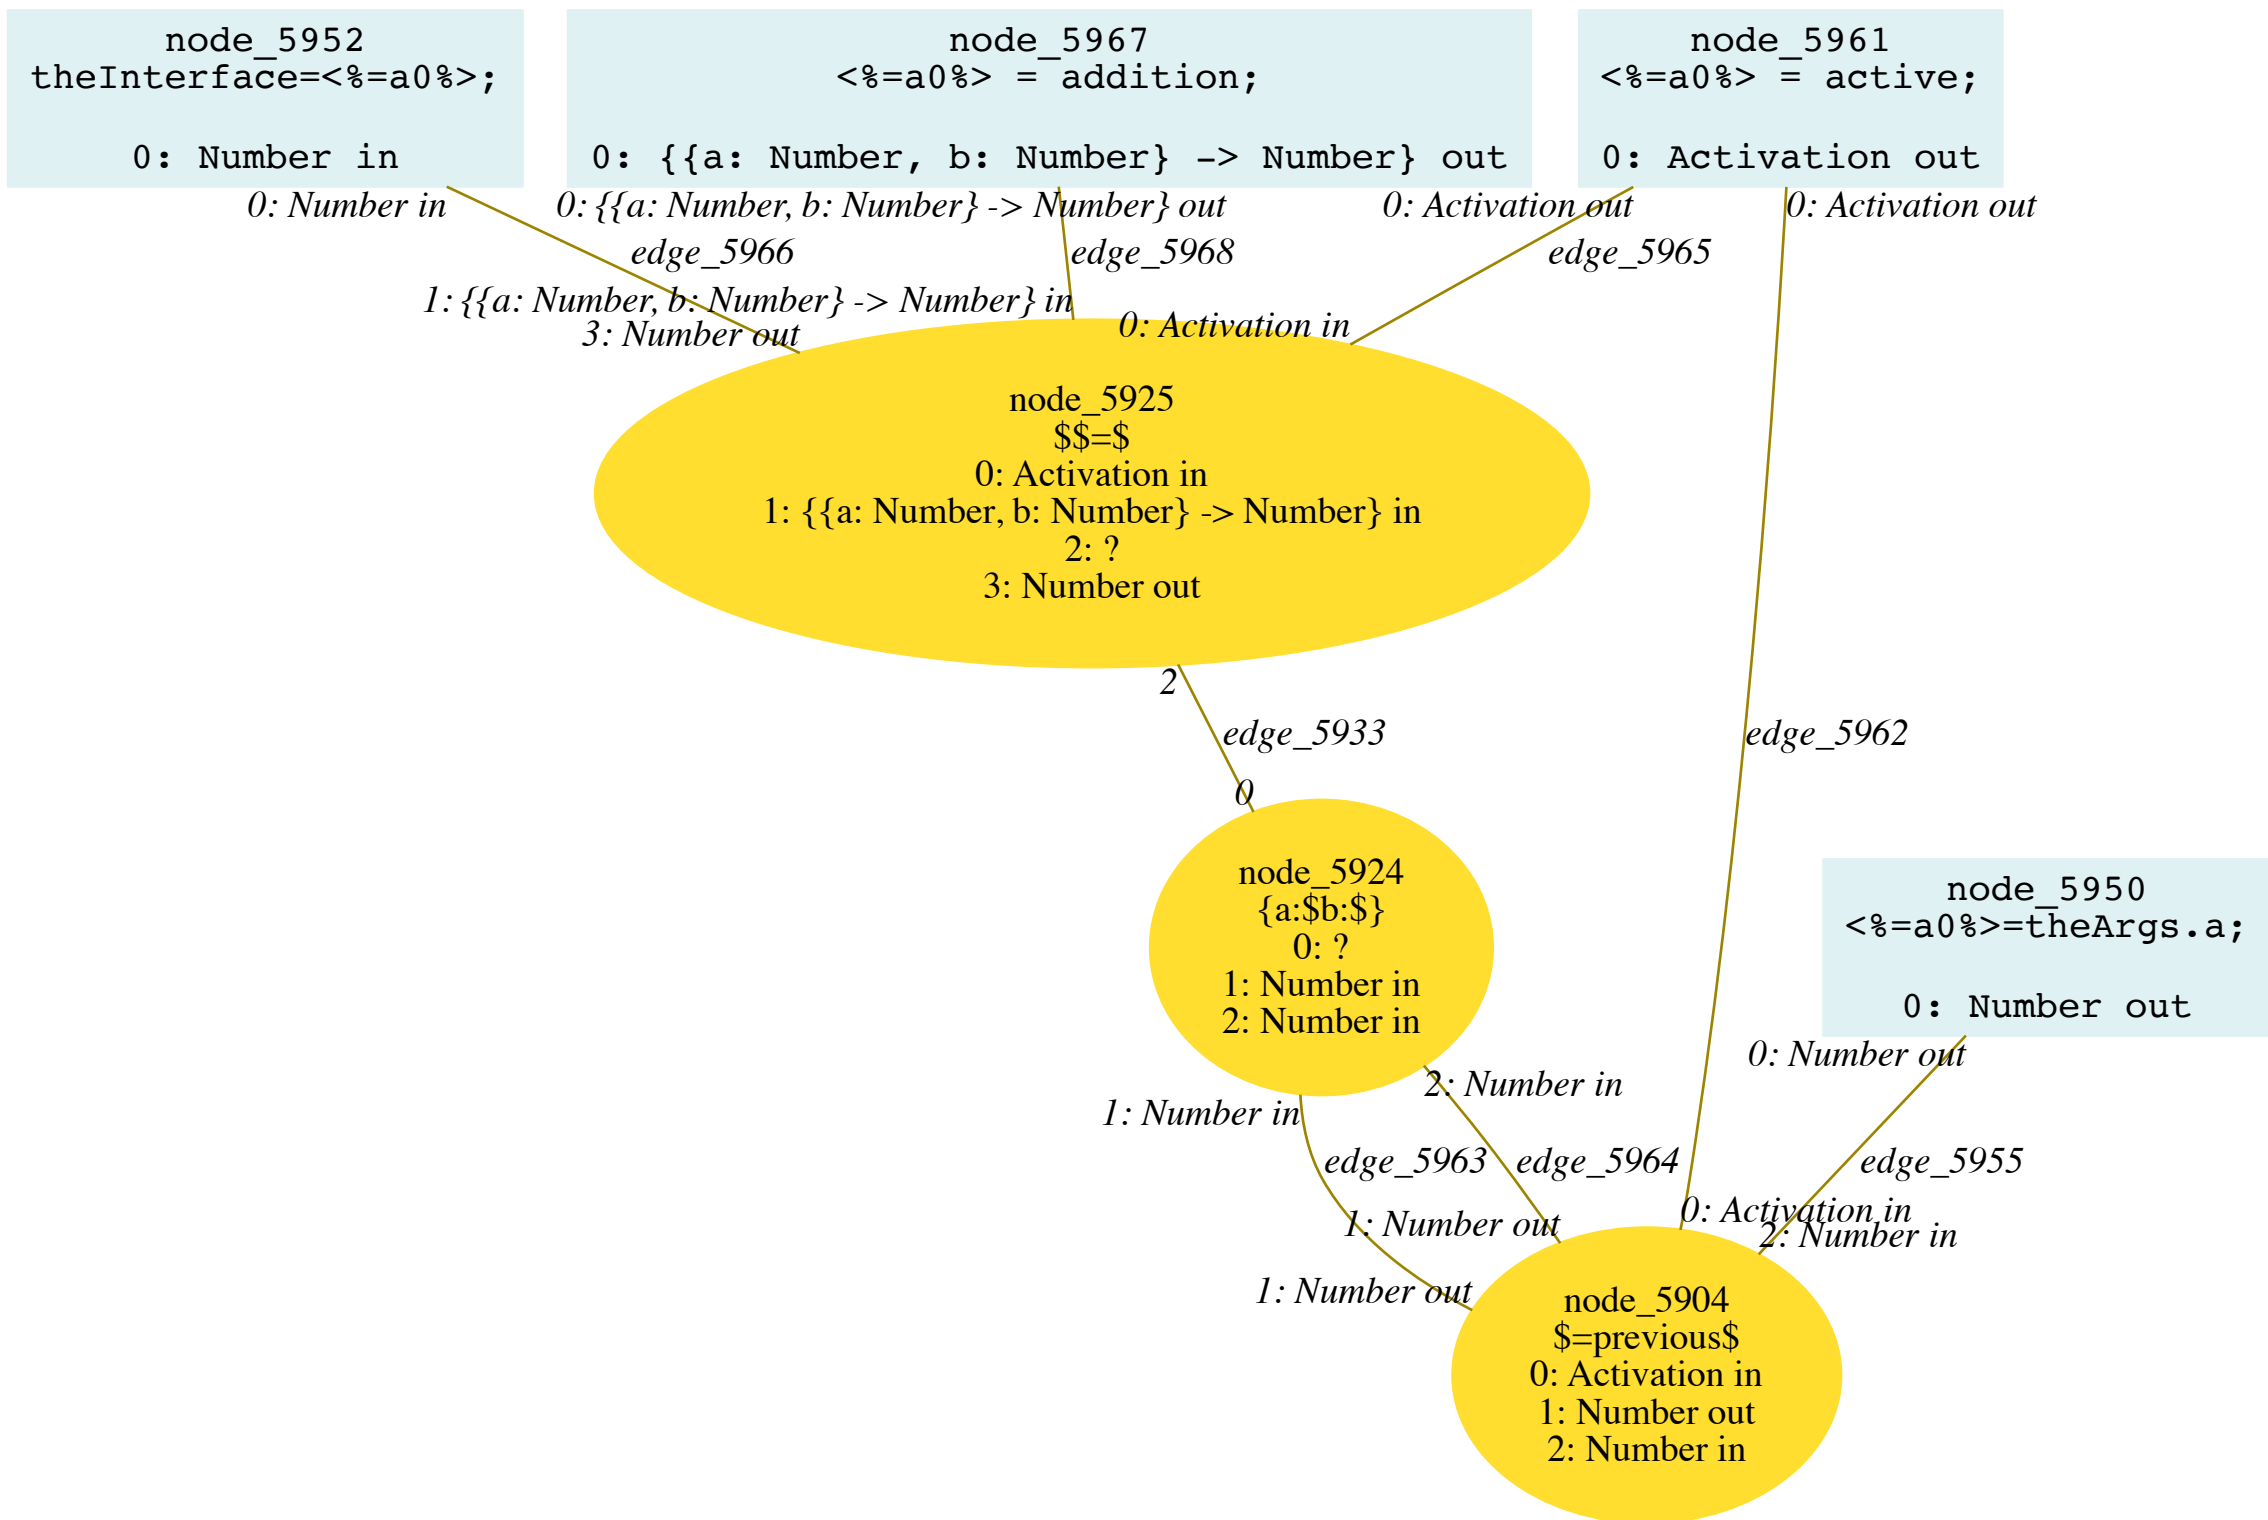 node_5952
theInterface=<%=a0%>;
0: Number in
node_5967
<%=a0%> = addition;
0: {{a: Number, b: Number} -> Number} out
node_5961
<%=a0%> = active;
0: Activation out
0: Number in
0: {{a: Number, b: Number} -> Number} out
0: Activation out
0: Activation out
edge_5966
edge_5968
edge_5965
1: {{a: Number, b: Number} -> Number} in
3: Number out
0: Activation in
node_5925
$$=$
0: Activation in
1: {{a: Number, b: Number} -> Number} in
2: ?
3: Number out
2
edge_5933
edge_5962
0
node_5924
{a:$b:$}
0: ?
1: Number in
2: Number in
node_5950
<%=a0%>=theArgs.a;
0: Number out
0: Number out
2: Number in
1: Number in
edge_5963
edge_5964
edge_5955
0: Activation in
1: Number out
2: Number in
1: Number out
node_5904
$=previous$
0: Activation in
1: Number out
2: Number in